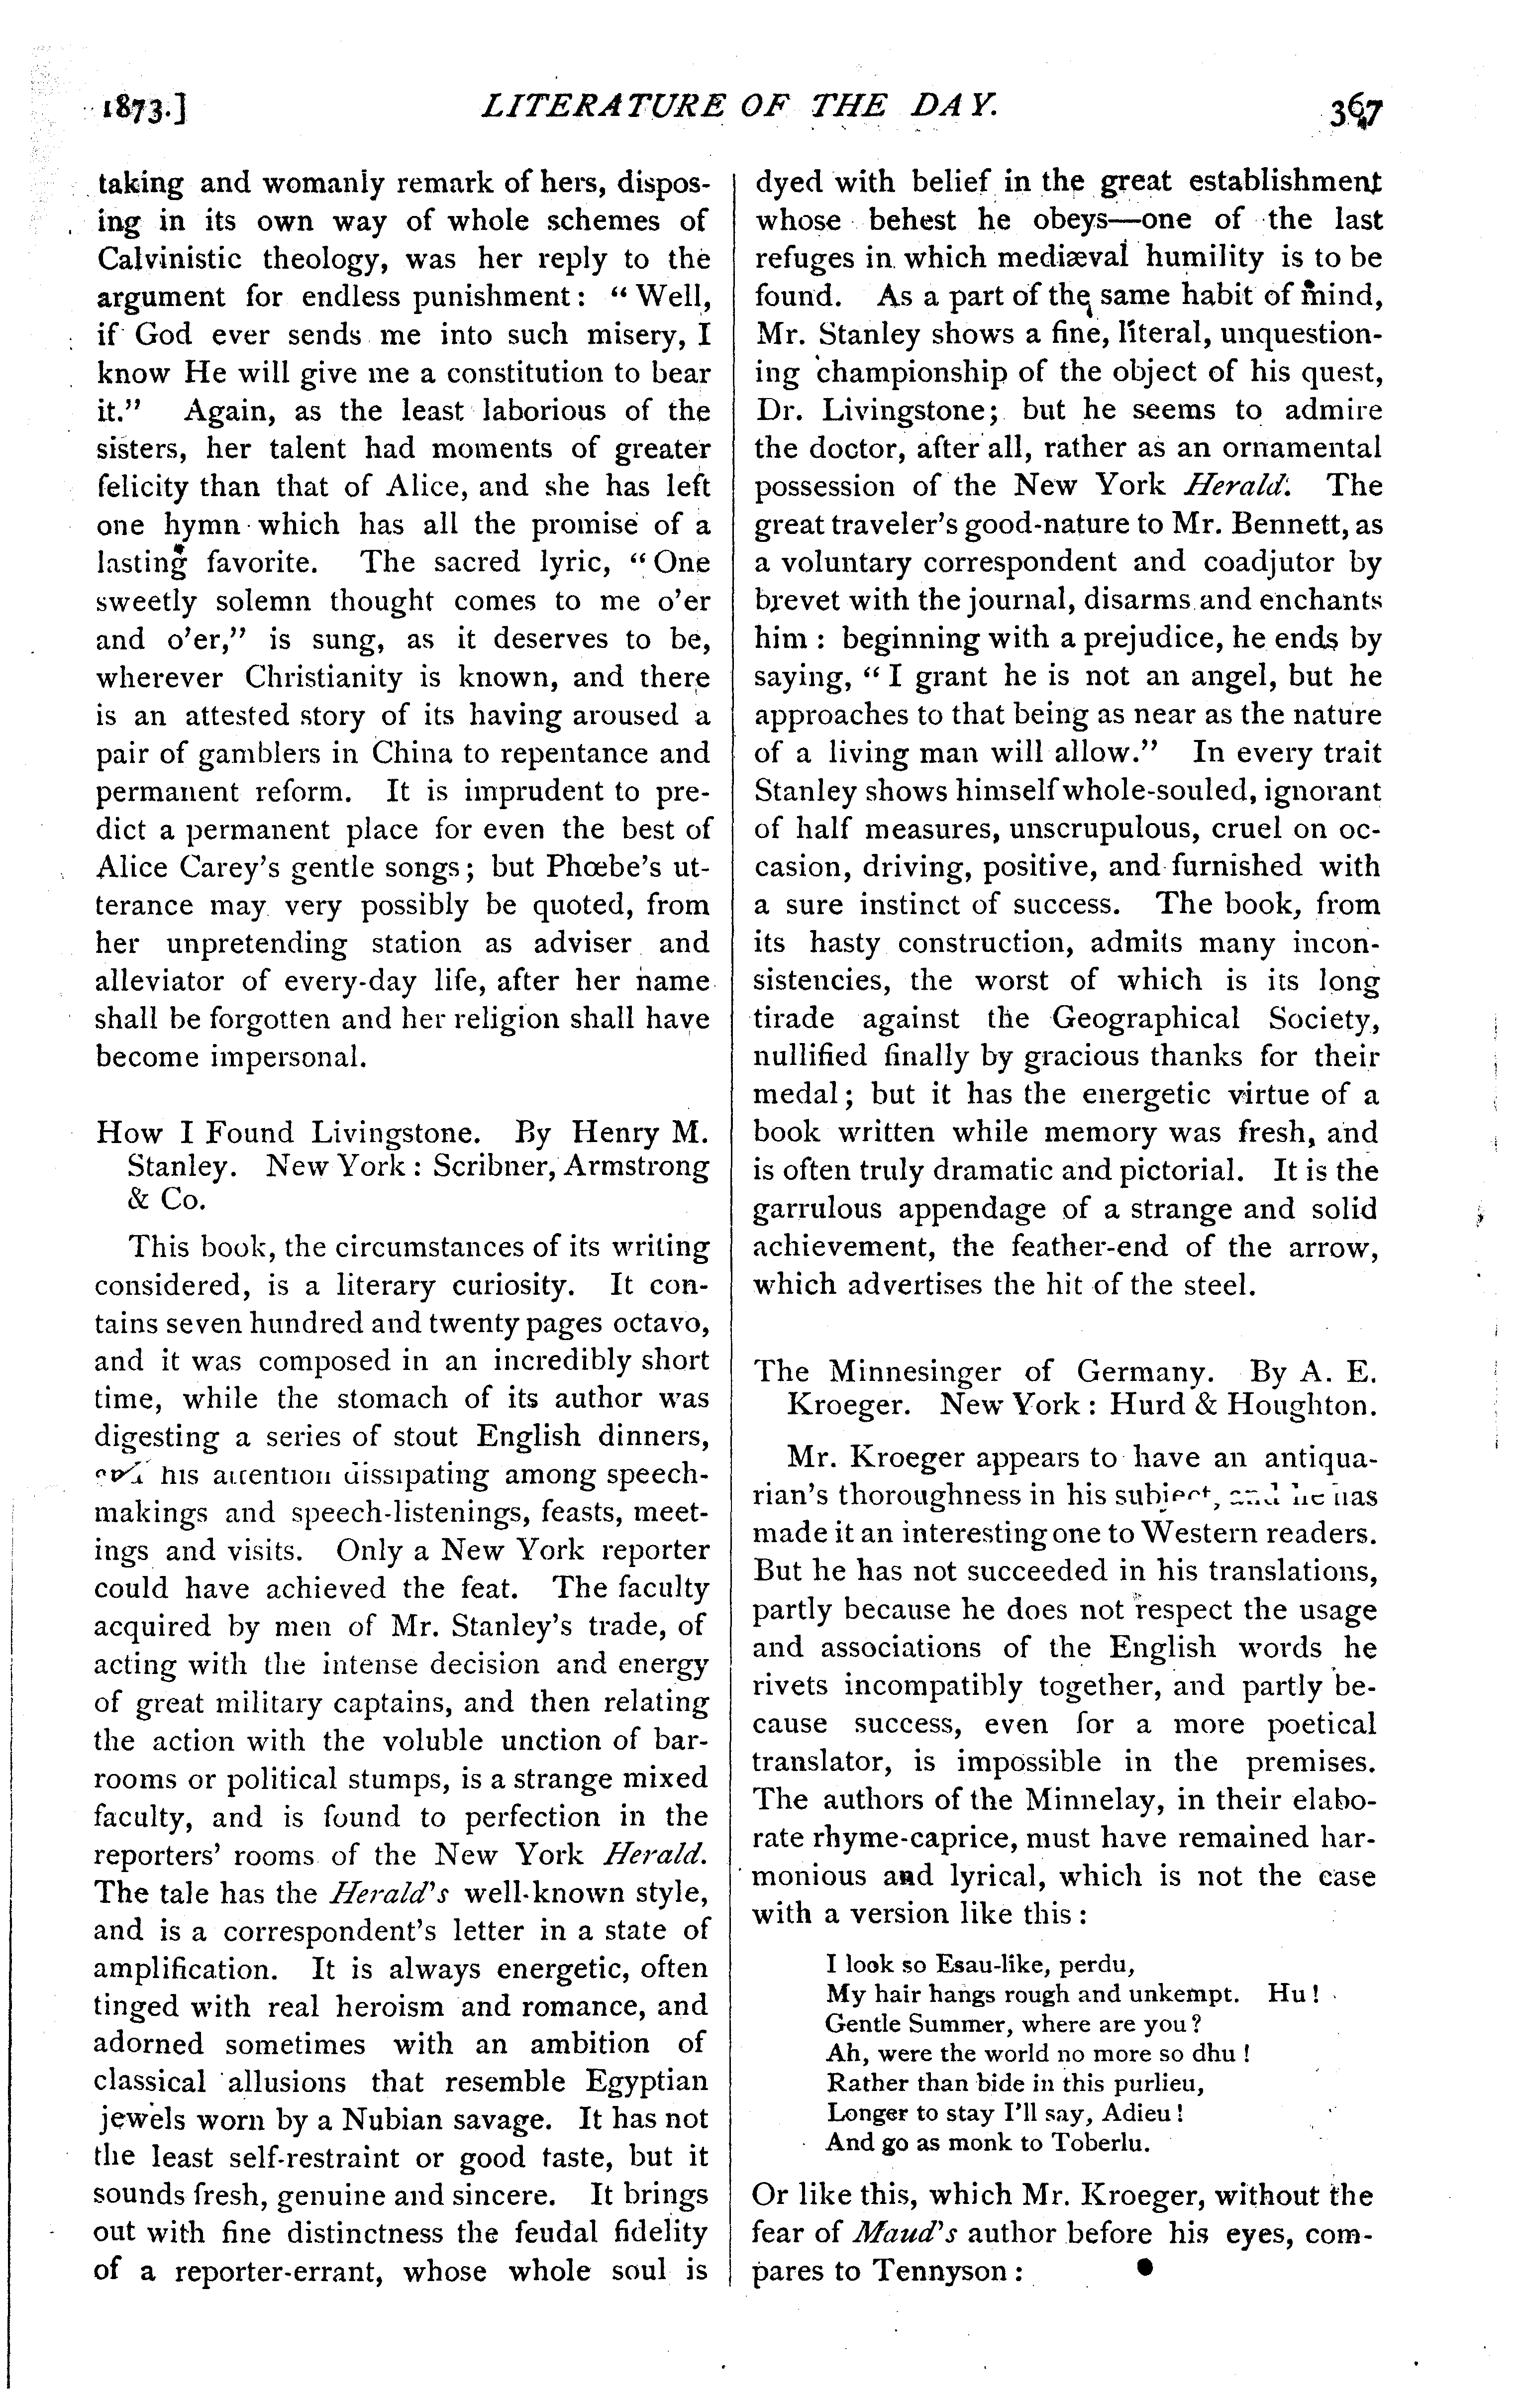 1873.] LITERATURE OF THE DAY. 367
taking and womanly remark of hers, dispos-
ing in its own way of whole schemes of
Calvinistic theology, was her reply to the
argument for endless punishment: “Well,
if God ever sends me into such misery, I
know He will give me a constitution to bear
it.” Again, as the least laborious of the
sisters, her talent had moments of greater
felicity than that of Alice, and she has left
one hymn which has all the promise of a
lasting favorite. The sacred lyric, “One
sweetly solemn thought comes to me o'er
and o'er,” is sung, as it deserves to be,
wherever Christianity is known, and there
is an attested story of its having aroused a
pair of gamblers in China to repentance and
permanent reform. It is imprudent to pre-
dict a permanent place for even the best of
Alice Carey's gentle songs; but Phœbe's ut-
terance may very possibly be quoted, from
her unpretending station as adviser and
alleviator of every-day life, after her name
shall be forgotten and her religion shall have
become impersonal.
How I Found Livingstone. By Henry M.
Stanley. New York: Scribner, Armstrong
& Co.
This book, the circumstances of its writing
considered, is a literary curiosity. It con-
tains seven hundred and twenty pages octavo,
and it was composed in an incredibly short
time, while the stomach of its author was
digesting a series of stout English dinners,
and his attention dissipating among speech-
makings and speech-listenings, feasts, meet-
ings and visits. Only a New York reporter
could have achieved the feat. The faculty
acquired by men of Mr. Stanley's trade, of
acting with the intense decision and energy
of great military captains, and then relating
the action with the voluble unction of bar-
rooms or political stumps, is a strange mixed
faculty, and is found to perfection in the
reporters' rooms of the New York Herald.
The tale has the Herald's well-known style,
and is a correspondent's letter in a state of
amplification. It is always energetic, often
tinged with real heroism and romance, and
adorned sometimes with an ambition of
classical allusions that resemble Egyptian
jewels worn by a Nubian savage. It has not
the least self-restraint or good taste, but it
sounds fresh, genuine and sincere. It brings
out with fine distinctness the feudal fidelity
of a reporter-errant, whose whole soul is
dyed with belief in the great establishment
whose behest he obeys—one of the last
refuges in which mediæval humility is to be
found. As a part of the same habit of mind,
Mr. Stanley shows a fine, literal, unquestion-
ing championship of the object of his quest,
Dr. Livingstone; but he seems to admire
the doctor, after all, rather as an ornamental
possession of the New York Herald. The
great traveler's good-nature to Mr. Bennett, as
a voluntary correspondent and coadjutor by
brevet with the journal, disarms and enchants
him: beginning with a prejudice, he ends by
saying, “I grant he is not an angel, but he
approaches to that being as near as the nature
of a living man will allow.” In every trait
Stanley shows himself whole-souled, ignorant
of half measures, unscrupulous, cruel on oc-
casion, driving, positive, and furnished with
a sure instinct of success. The book, from
its hasty construction, admits many incon-
sistencies, the worst of which is its long
tirade against the Geographical Society,
nullified finally by gracious thanks for their
medal; but it has the energetic virtue of a
book written while memory was fresh, and
is often truly dramatic and pictorial. It is the
garrulous appendage of a strange and solid
achievement, the feather-end of the arrow,
which advertises the hit of the steel.
The Minnesinger of Germany. By A. E.
Kroeger. New York: Hurd & Houghton.
Mr. Kroeger appears to have an antiqua-
rian's thoroughness in his subject, and he has
made it an interesting one to Western readers.
But he has not succeeded in his translations,
partly because he does not respect the usage
and associations of the English words he
rivets incompatibly together, and partly be-
cause success, even for a more poetical
translator, is impossible in the premises.
The authors of the Minnelay, in their elabo-
rate rhyme-caprice, must have remained har-
monious and lyrical, which is not the case
with a version like this:
I look so Esau-like, perdu,
My hair hangs rough and unkempt. Hu!
Gentle Summer, where are you?
Ah, were the world no more so dhu!
Rather than bide in this purlieu,
Longer to stay I'll say, Adieu!
And go as monk to Toberlu.
Or like this, which Mr. Kroeger, without the
fear of Maud's author before his eyes, com-
pares to Tennyson: